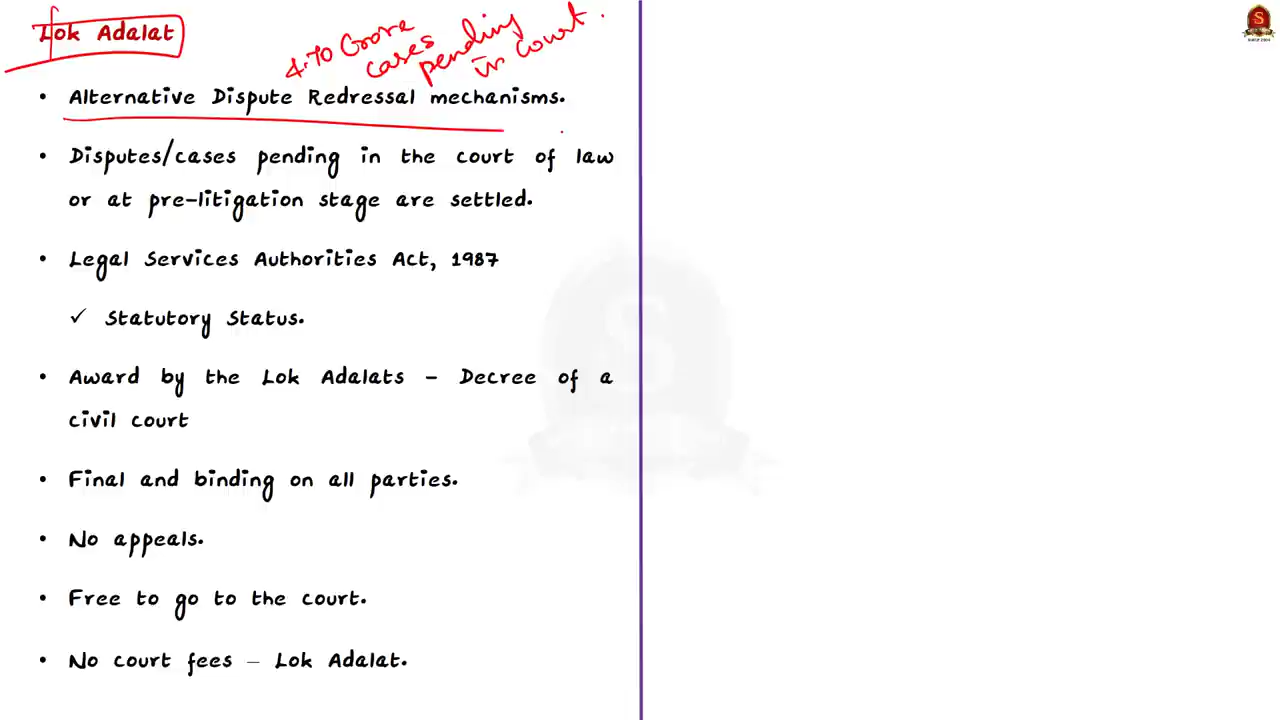 Lok Adalat
4.70 Crore
cases
pending
in court.
• Alternative Dispute Redressal mechanisms.
• Disputes/cases pending in the court of law
or at pre-litigation stage are settled.
• Legal Services Authorities Act, 1987
✓ Statutory Status.
• Award by the Lok Adalats – Decree of a
civil court
• Final and binding on all parties.
• No appeals.
• Free to go to the court.
• No court fees – Lok Adalat.